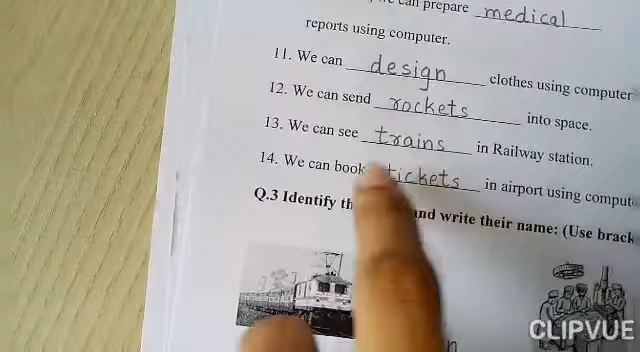 can prepare medical
reports using computer.
11. We can design clothes using computer
12. We can send rockets into space.
13. We can see trains in Railway station.
14. We can book tickets in airport using comput
Q.3 Identify th and write their name: (Use brack
CLIPVUE